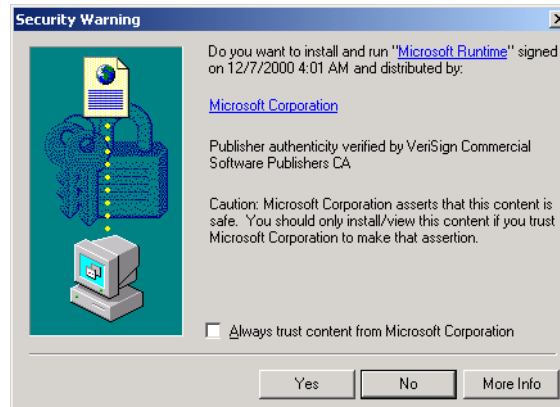 Security Warning
Do you want to install and run "Microsoft Runtime" signed
on 12/7/2000 4:01 AM and distributed by:
Microsoft Corporation
Publisher authenticity verified by VeriSign Commercial
Software Publishers CA
Caution: Microsoft Corporation asserts that this content is
safe. You should only install/view this content if you trust
Microsoft Corporation to make that assertion.
Always trust content from Microsoft Corporation
Yes
No
More Info